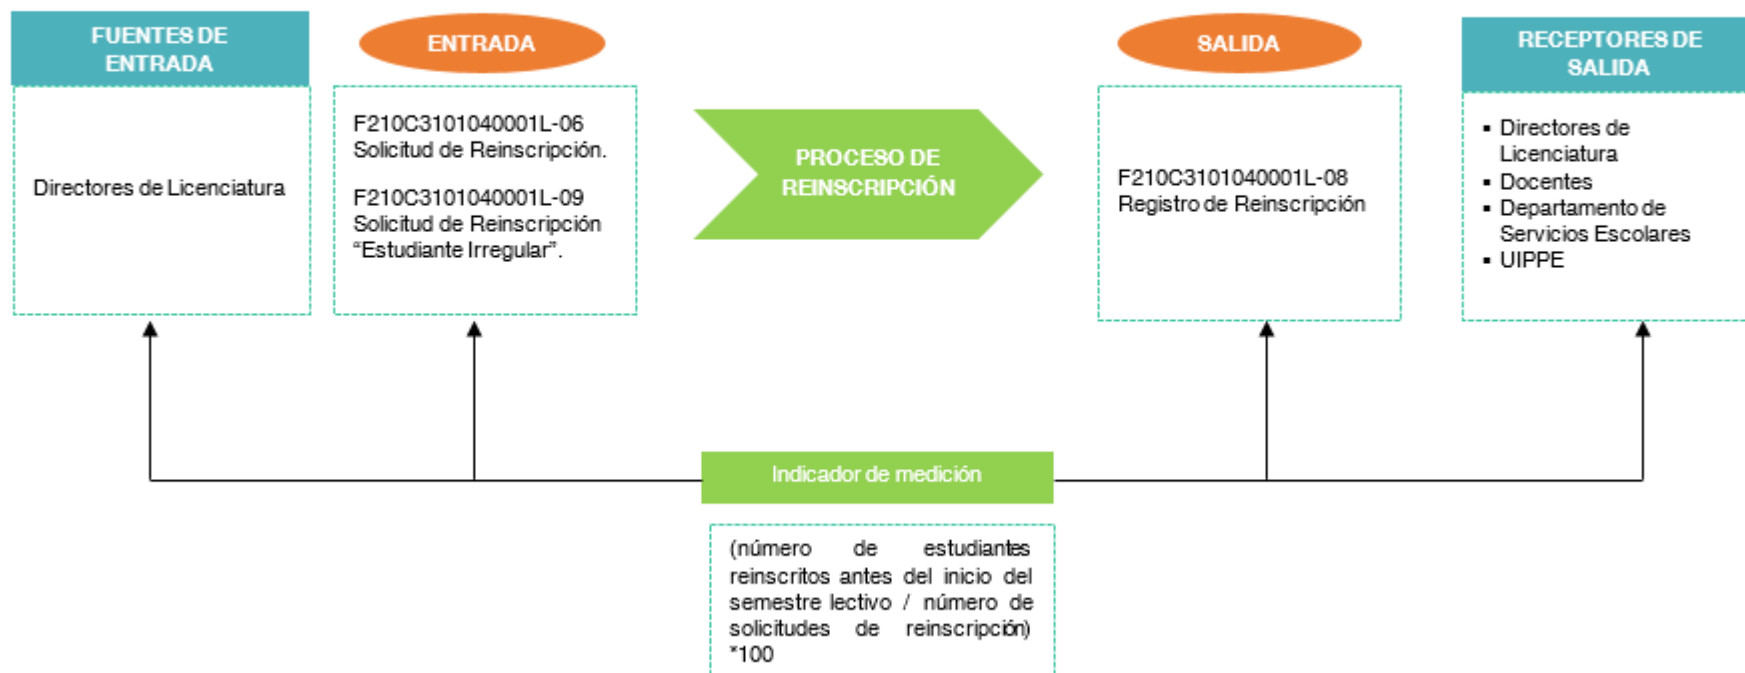 FUENTES DE
ENTRADA
Directores de Licenciatura
ENTRADA
F210C3101040001L-06
Solicitud de Reinscripción.
F210C3101040001L-09
Solicitud de Reinscripción
“Estudiante Irregular”.
PROCESO DE
REINSCRIPCIÓN
SALIDA
F210C3101040001L-08
Registro de Reinscripción
RECEPTORES DE
SALIDA
▪ Directores de
Licenciatura
▪ Docentes
▪ Departamento de
Servicios Escolares
▪ UIPPE
Indicador de medición
(número de estudiantes
reinscritos antes del inicio del
semestre lectivo / número de
solicitudes de reinscripción)
*100